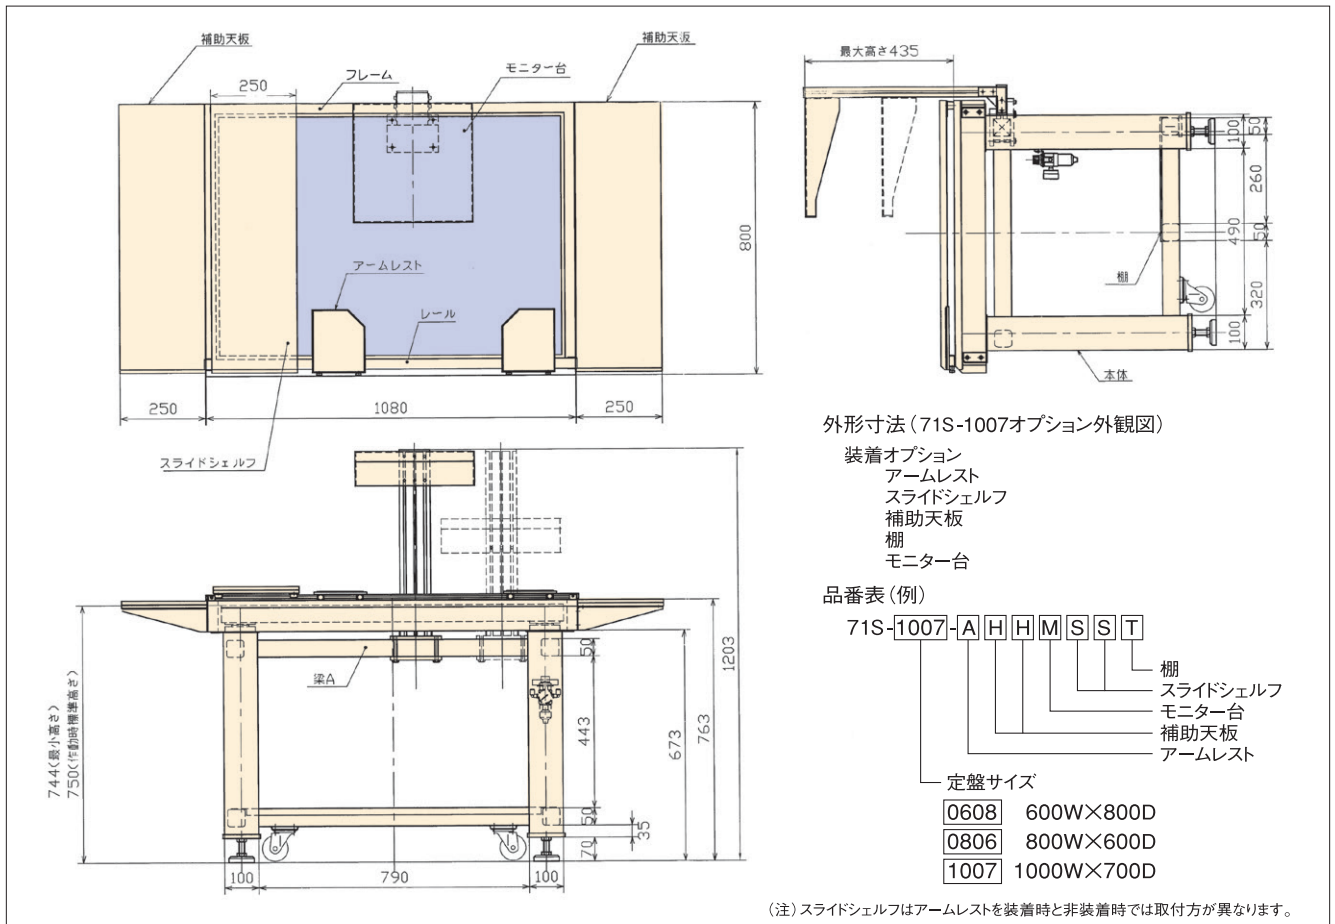 補助天板
250
フレーム
モニター台
補助天板
アームレスト
レール
800
250
1080
250
スライドシェルフ
最大高さ435
100
50
260
490
50
320
100
棚
本体
外形寸法(71S-1007オプション外観図)
装着オプション
アームレスト
スライドシェルフ
補助天板
棚
モニター台
品番表(例)
71S-1007-AHHMSST
棚
スライドシェルフ
モニター台
補助天板
アームレスト
定盤サイズ
0608 600W×800D
0806 800W×600D
1007 1000W×700D
梁A
744(最小高さ)
750(作動時標準高さ)
50
443
50
35
70
673
763
1203
100
790
100
(注)スライドシェルフはアームレストを装着時と非装着時では取付方が異なります。